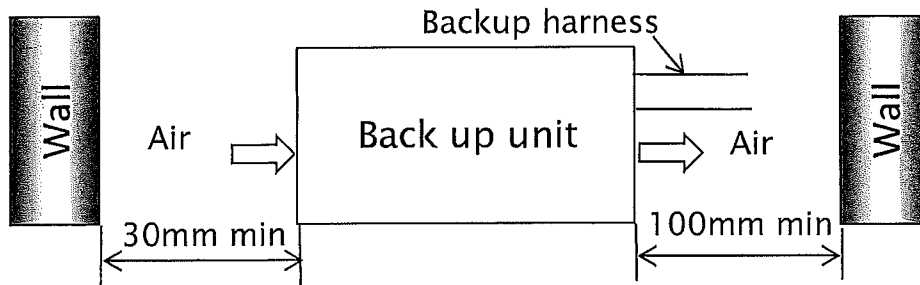 Backup harness
Wall
Air
Back up unit
Air
Wall
30mm min
100mm min